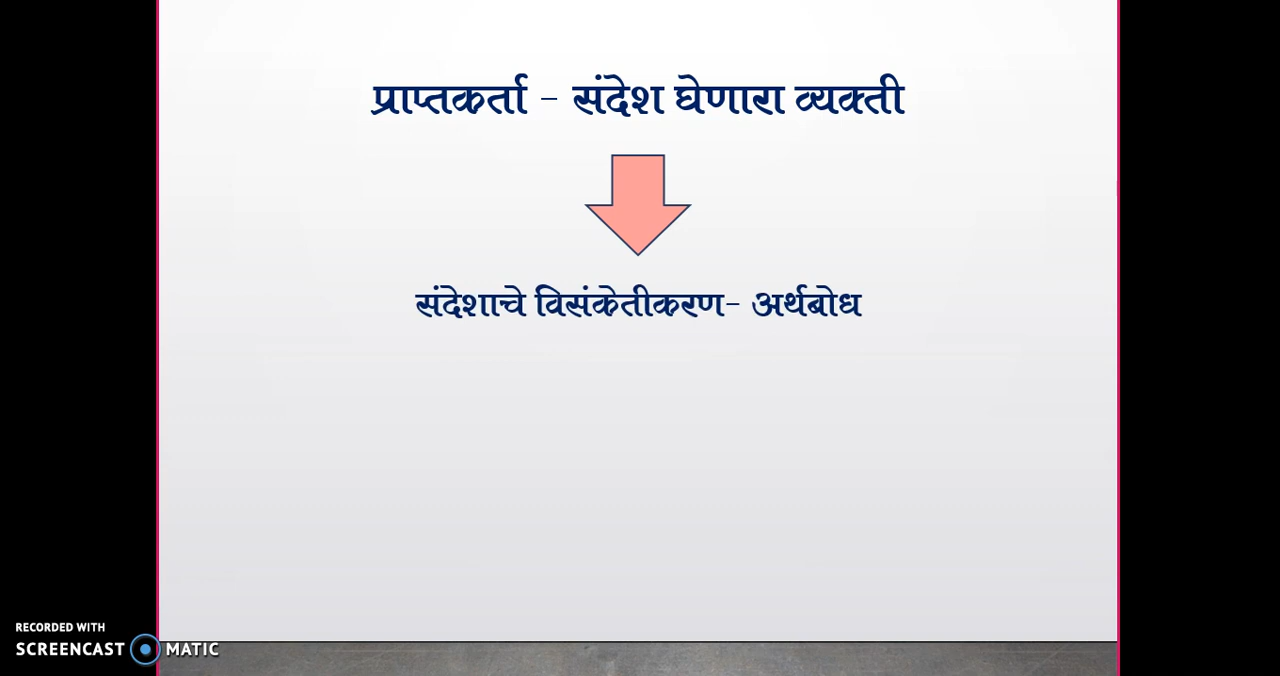 प्राप्तकर्ता - संदेश घेणारा व्यक्ती
संदेशाचे विसंकेतीकरण- अर्थबोध
RECORDED WITH
SCREENCAST MATIC